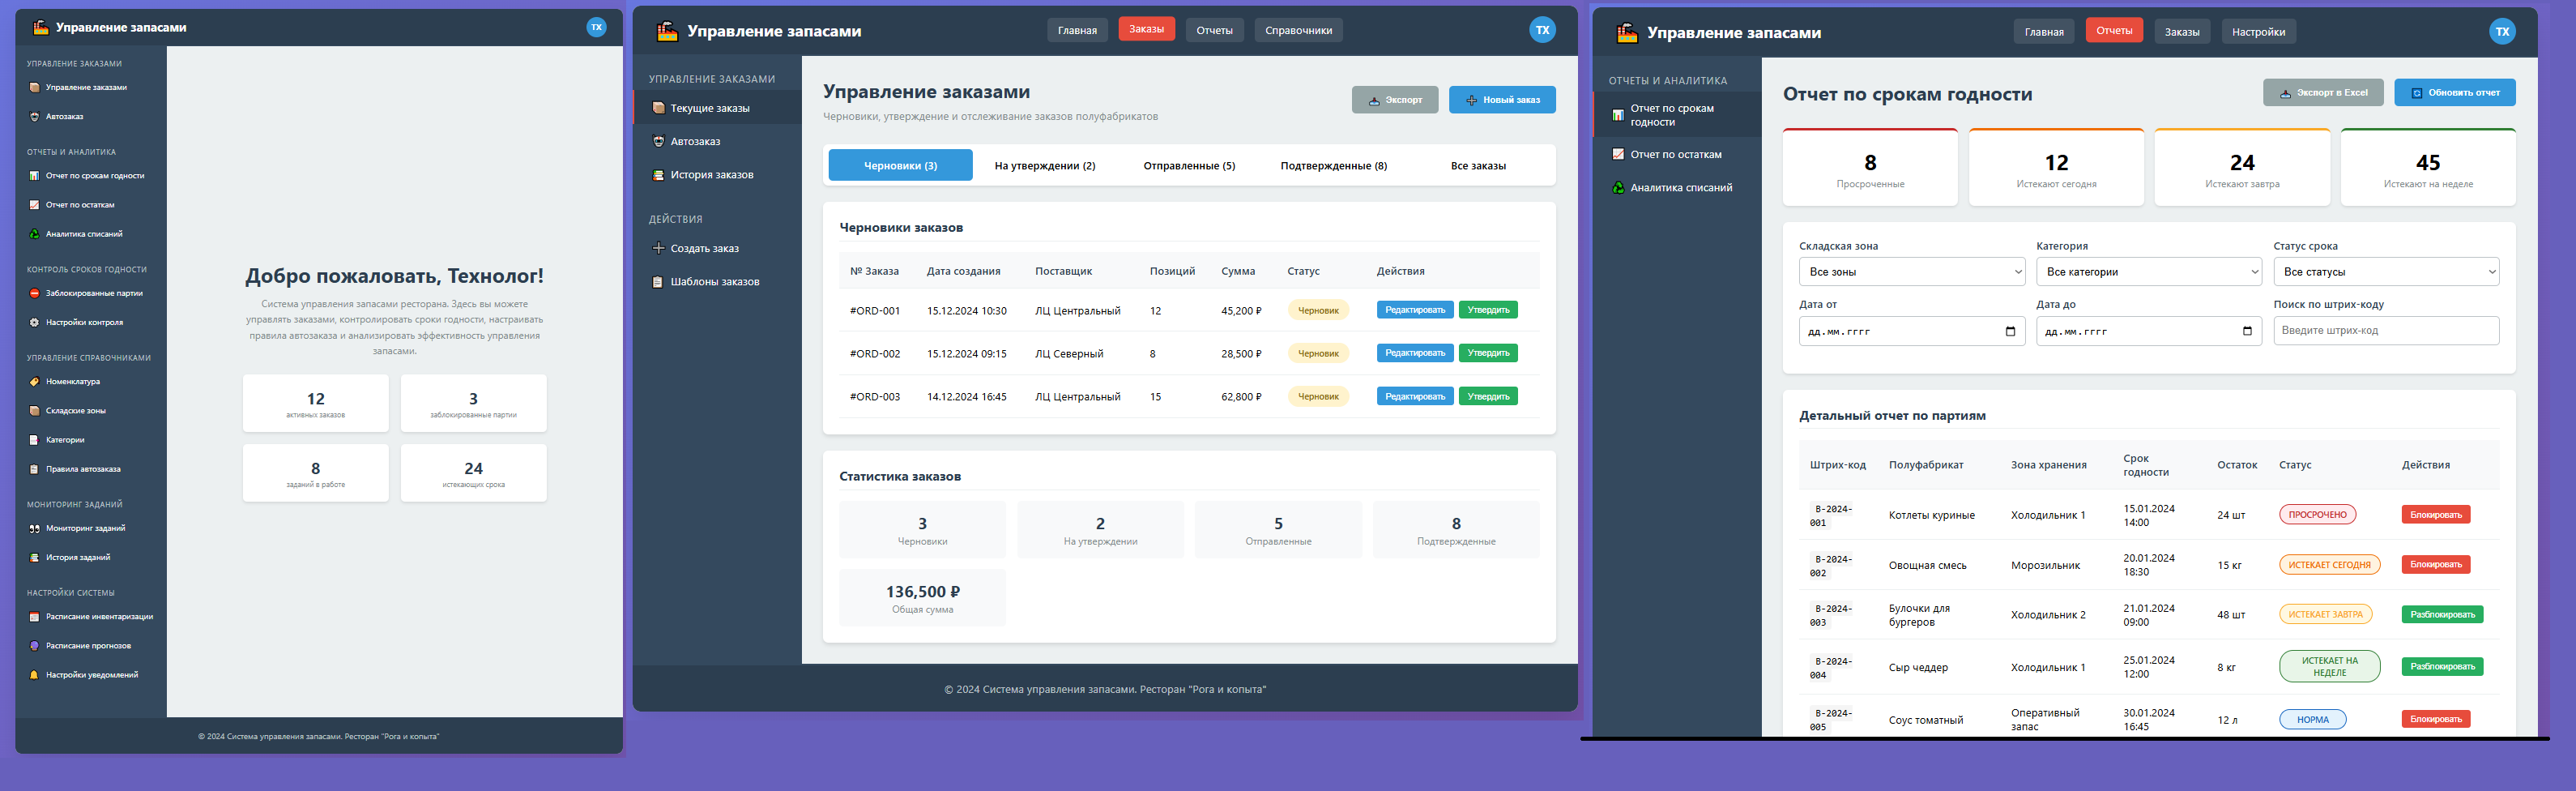 Управление запасами
TX
УПРАВЛЕНИЕ ЗАКАЗАМИ
Управление заказами
Автозаказ
ОТЧЕТЫ И АНАЛИТИКА
Отчет по срокам годности
Отчет по остаткам
Аналитика списаний
КОНТРОЛЬ СРОКОВ ГОДНОСТИ
Заблокированные партии
Настройки контроля
УПРАВЛЕНИЕ СПРАВОЧНИКАМИ
Номенклатура
Складские зоны
Категории
Правила автозаказа
МОНИТОРИНГ ЗАДАНИЙ
Мониторинг заданий
История заданий
НАСТРОЙКИ СИСТЕМЫ
Расписание инвентаризации
Расписание прогнозов
Настройки уведомлений
Добро пожаловать, Технолог!
Система управления запасами ресторана. Здесь вы можете
управлять заказами, контролировать сроки годности, настраивать
правила автозаказа и анализировать эффективность управления
запасами.
12
активных заказов
3
заблокированные партии
8
заданий в работе
24
истекающих срока
© 2024 Система управления запасами. Ресторан "Рога и копыта"
Управление запасами
Главная
Заказы
Отчеты
Справочники
TX
УПРАВЛЕНИЕ ЗАКАЗАМИ
Текущие заказы
Автозаказ
История заказов
ДЕЙСТВИЯ
Создать заказ
Шаблоны заказов
Управление заказами
Черновики, утверждение и отслеживание заказов полуфабрикатов
Экспорт
Новый заказ
Черновики (3) На утверждении (2) Отправленные (5) Подтвержденные (8) Все заказы
Черновики заказов
№ Заказа Дата создания Поставщик Позиций Сумма Статус Действия
#ORD-001 15.12.2024 10:30 ЛЦ Центральный 12 45,200 ₽ Черновик Редактировать Утвердить
#ORD-002 15.12.2024 09:15 ЛЦ Северный 8 28,500 ₽ Черновик Редактировать Утвердить
#ORD-003 14.12.2024 16:45 ЛЦ Центральный 15 62,800 ₽ Черновик Редактировать Утвердить
Статистика заказов
3
Черновики
2
На утверждении
5
Отправленные
8
Подтвержденные
136,500 ₽
Общая сумма
© 2024 Система управления запасами. Ресторан "Рога и копыта"
Управление запасами
Главная
Отчеты
Заказы
Настройки
TX
ОТЧЕТЫ И АНАЛИТИКА
Отчет по срокам
годности
Отчет по остаткам
Аналитика списаний
Отчет по срокам годности
Экспорт в Excel
Обновить отчет
8
Просроченные
12
Истекают сегодня
24
Истекают завтра
45
Истекают на неделе
Складская зона
Все зоны
Категория
Все категории
Статус срока
Все статусы
Дата от
дд.мм.гггг
Дата до
дд.мм.гггг
Поиск по штрих-коду
Введите штрих-код
Детальный отчет по партиям
Штрих-код Полуфабрикат Зона хранения Срок годности Остаток Статус Действия
B-2024-001 Котлеты куриные Холодильник 1 15.01.2024 14:00 24 шт ПРОСРОЧЕНО Блокировать
B-2024-002 Овощная смесь Морозильник 20.01.2024 18:30 15 кг ИСТЕКАЕТ СЕГОДНЯ Блокировать
B-2024-003 Булочки для бургеров Холодильник 2 21.01.2024 09:00 48 шт ИСТЕКАЕТ ЗАВТРА Разблокировать
B-2024-004 Сыр чеддер Холодильник 1 25.01.2024 12:00 8 кг ИСТЕКАЕТ НА НЕДЕЛЕ Разблокировать
B-2024-005 Соус томатный Оперативный запас 30.01.2024 16:45 12 л НОРМА Блокировать